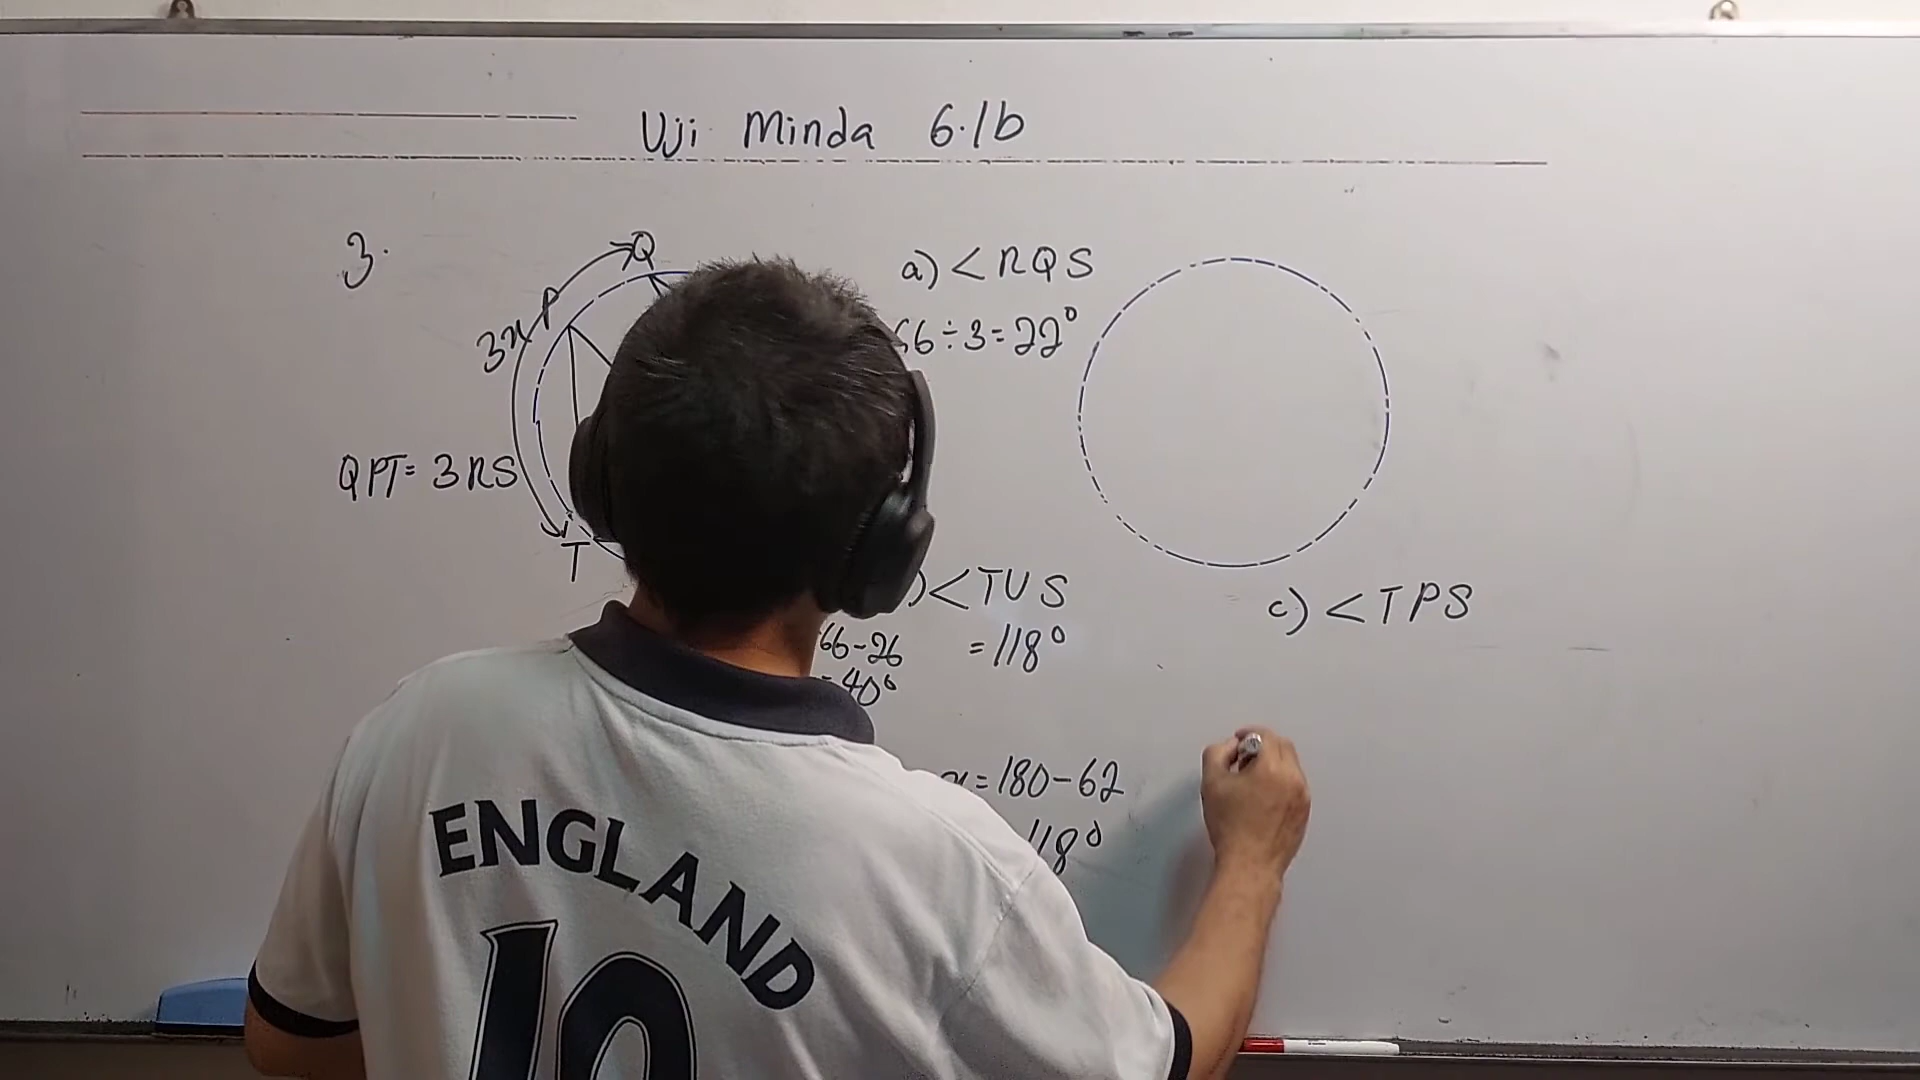 Uji Minda 6.1b
3.
Q
P
3x
QPT = 3RS
T
a) <RQS
66÷3=22°
<TUS
66-26
=118°
=40°
x=180-62
118°
c) <TPS
ENGLAND
10